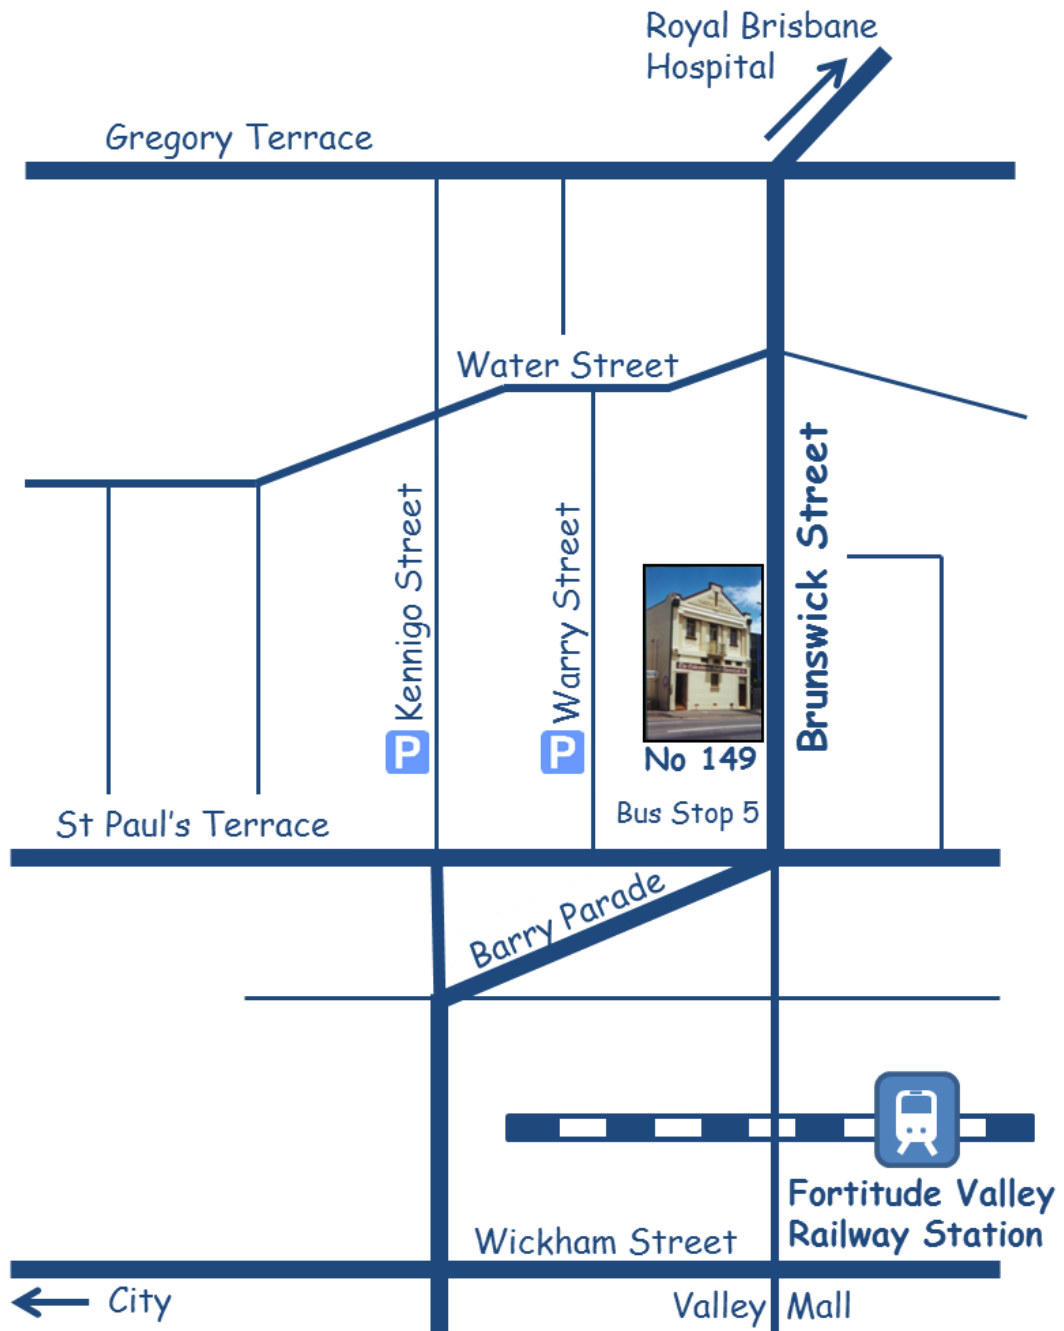 Royal Brisbane
Hospital
Gregory Terrace
Water Street
Kennigo Street
Warry Street
Brunswick Street
P
P
No 149
Bus Stop 5
St Paul's Terrace
Barry Parade
Fortitude Valley
Railway Station
Wickham Street
City
Valley Mall